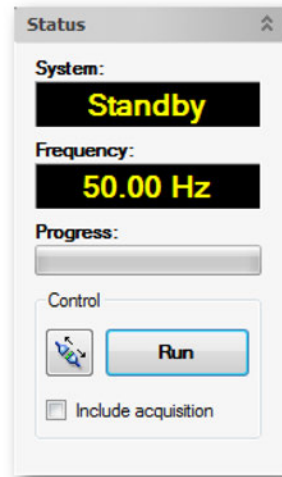 Status
System:
Standby
Frequency:
50.00 Hz
Progress:
Control
Run
Include acquisition